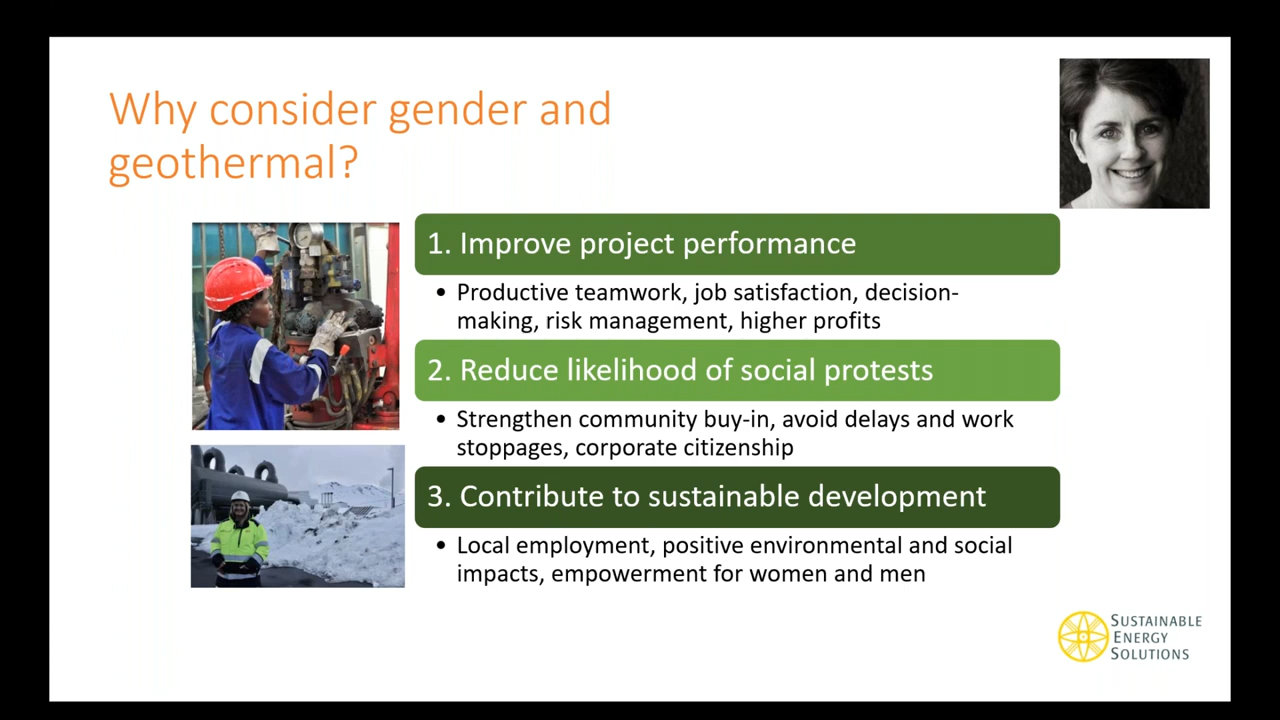 Why consider gender and
geothermal?
1. Improve project performance
• Productive teamwork, job satisfaction, decision-
making, risk management, higher profits
2. Reduce likelihood of social protests
• Strengthen community buy-in, avoid delays and work
stoppages, corporate citizenship
3. Contribute to sustainable development
• Local employment, positive environmental and social
impacts, empowerment for women and men
SUSTAINABLE
ENERGY
SOLUTIONS